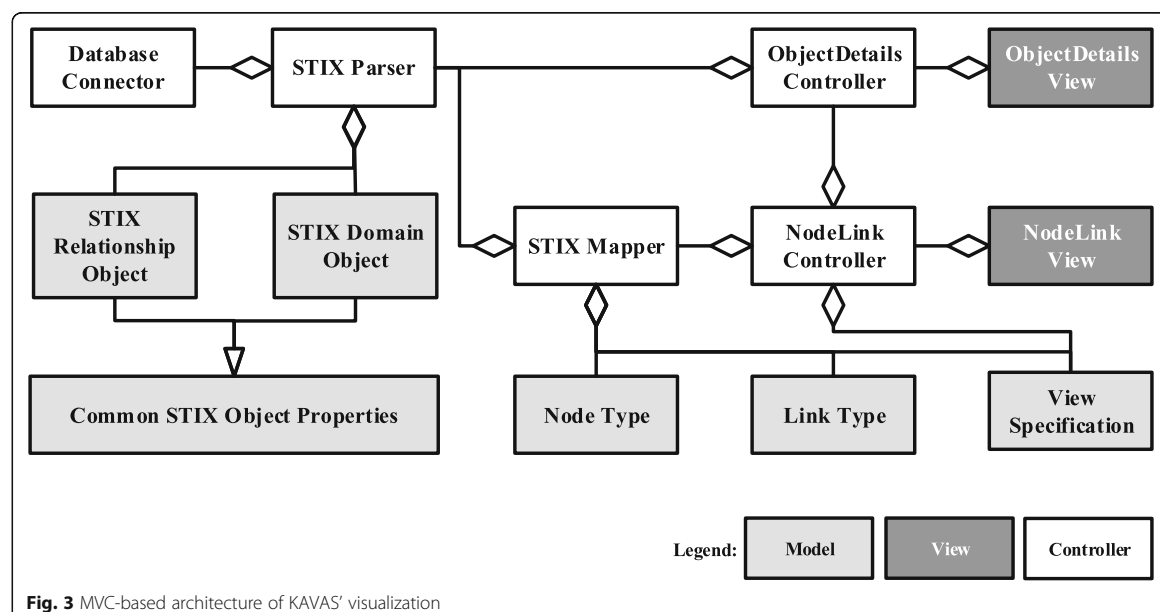 Database
Connector
STIX Parser
ObjectDetails
Controller
ObjectDetails
View
STIX
Relationship
Object
STIX Domain
Object
STIX Mapper
NodeLink
Controller
NodeLink
View
Common STIX Object Properties
Node Type
Link Type
View
Specification
Legend:
Model
View
Controller
Fig. 3 MVC-based architecture of KAVAS’ visualization